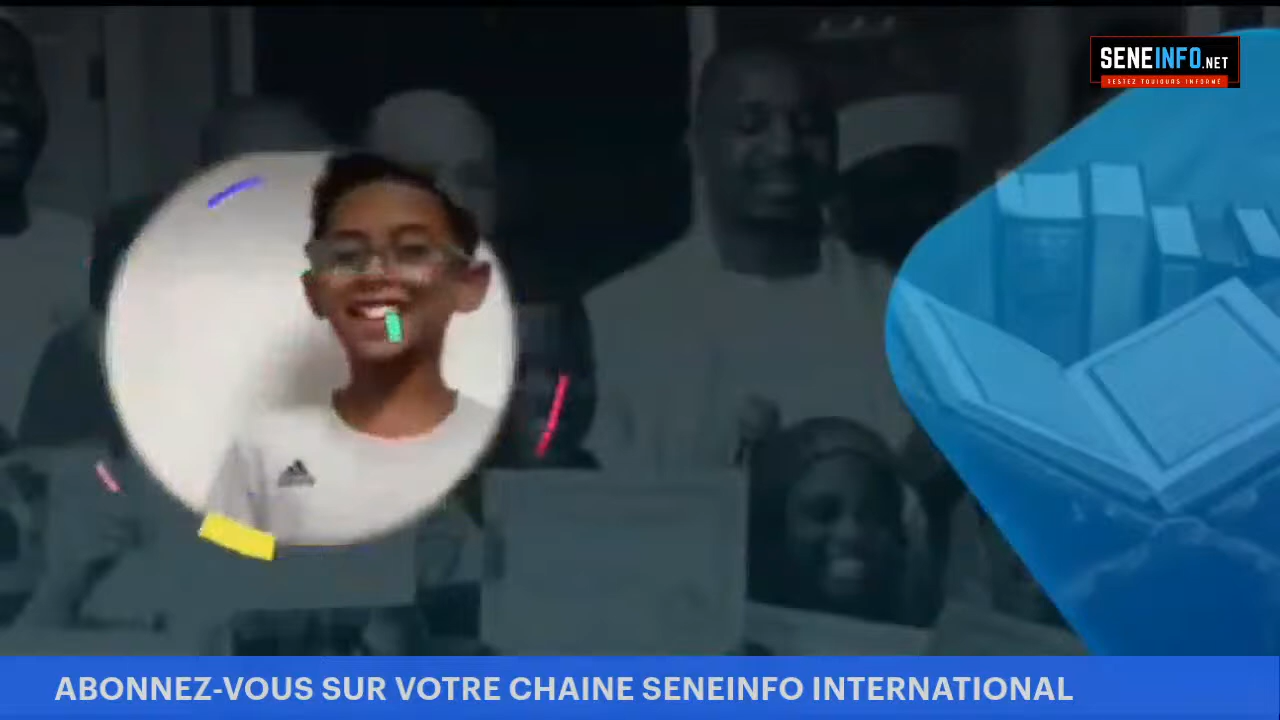 SENEINFO.NET
RESTEZ TOUJOURS INFORMÉ
ABONNEZ-VOUS SUR VOTRE CHAINE SENEINFO INTERNATIONAL